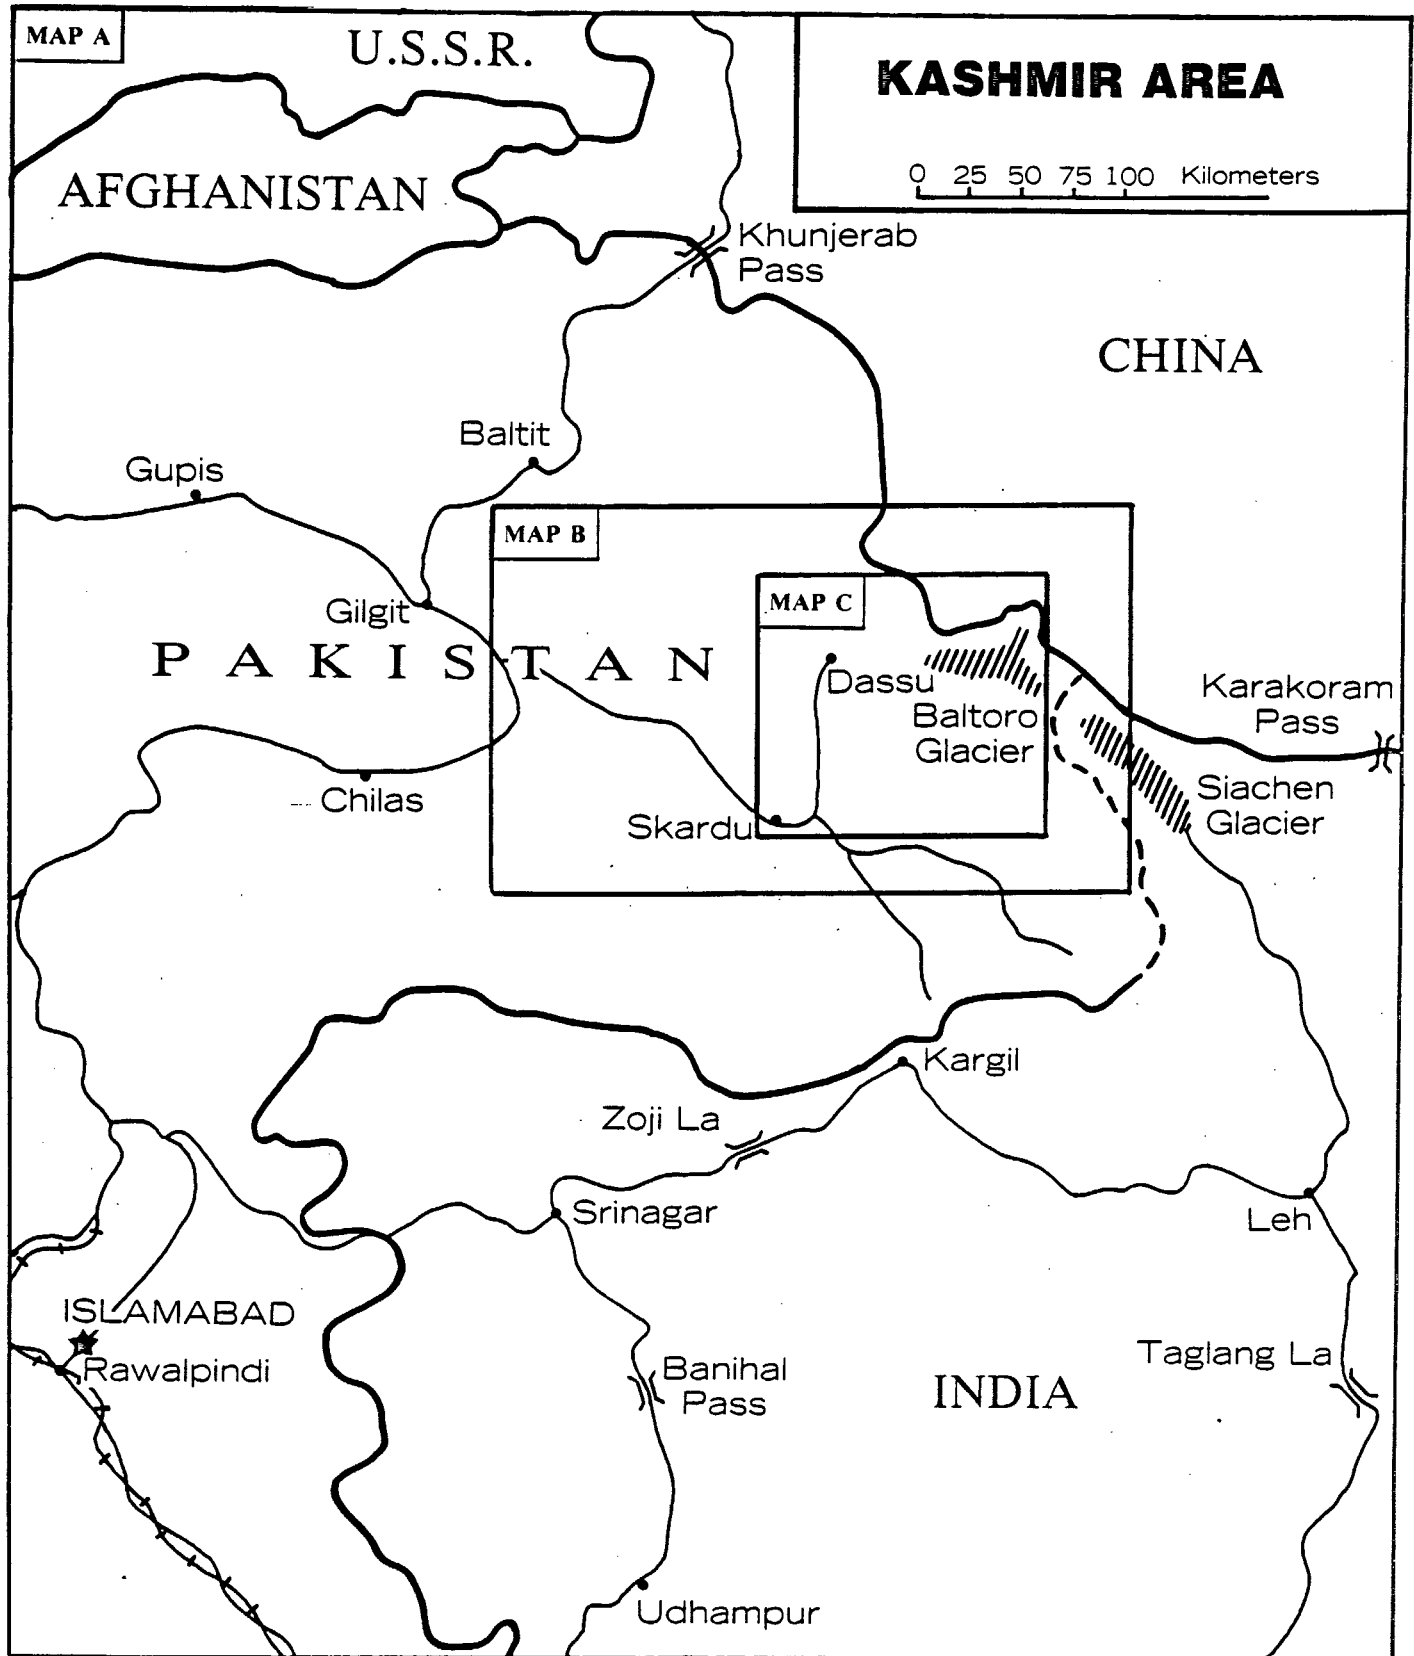 MAP A
U.S.S.R.
KASHMIR AREA
0 25 50 75 100 Kilometers
AFGHANISTAN
Khunjerab
Pass
CHINA
Baltit
Gupis
MAP B
Gilgit
MAP C
PAKISTAN
Dassu
Karakoram
Pass
Baltoro
Glacier
Siachen
Glacier
Chilas
Skardu
Kargil
Zoji La
Srinagar
Leh
ISLAMABAD
Rawalpindi
Taglang La
Banihal
Pass
INDIA
Udhampur